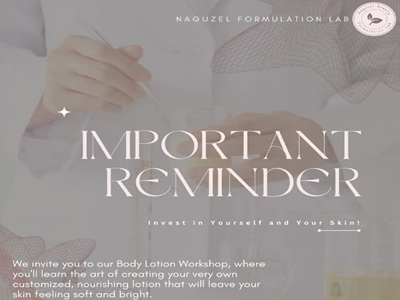 NAGUZEL FORMULATION LAB
IMPORTANT
REMINDER
Invest in Yourself and Your Skin!
We invite you to our Body Lotion Workshop, where
you'll learn the art of creating your very own
customized, nourishing lotion that will leave your
skin feeling soft and bright.